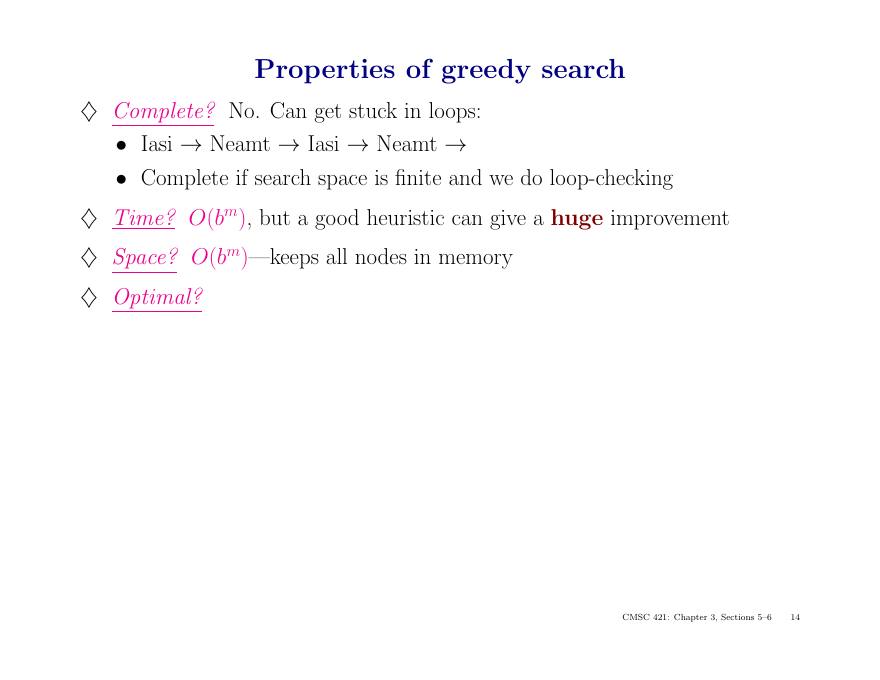 Properties of greedy search
♢ Complete? No. Can get stuck in loops:
• Iasi → Neamt → Iasi → Neamt →
• Complete if search space is finite and we do loop-checking
♢ Time? O(b^m), but a good heuristic can give a huge improvement
♢ Space? O(b^m)—keeps all nodes in memory
♢ Optimal?
CMSC 421: Chapter 3, Sections 5–6 14